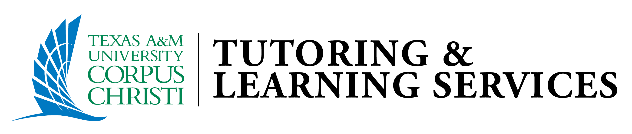 TEXAS A&M
UNIVERSITY
CORPUS
CHRISTI
TUTORING &
LEARNING SERVICES